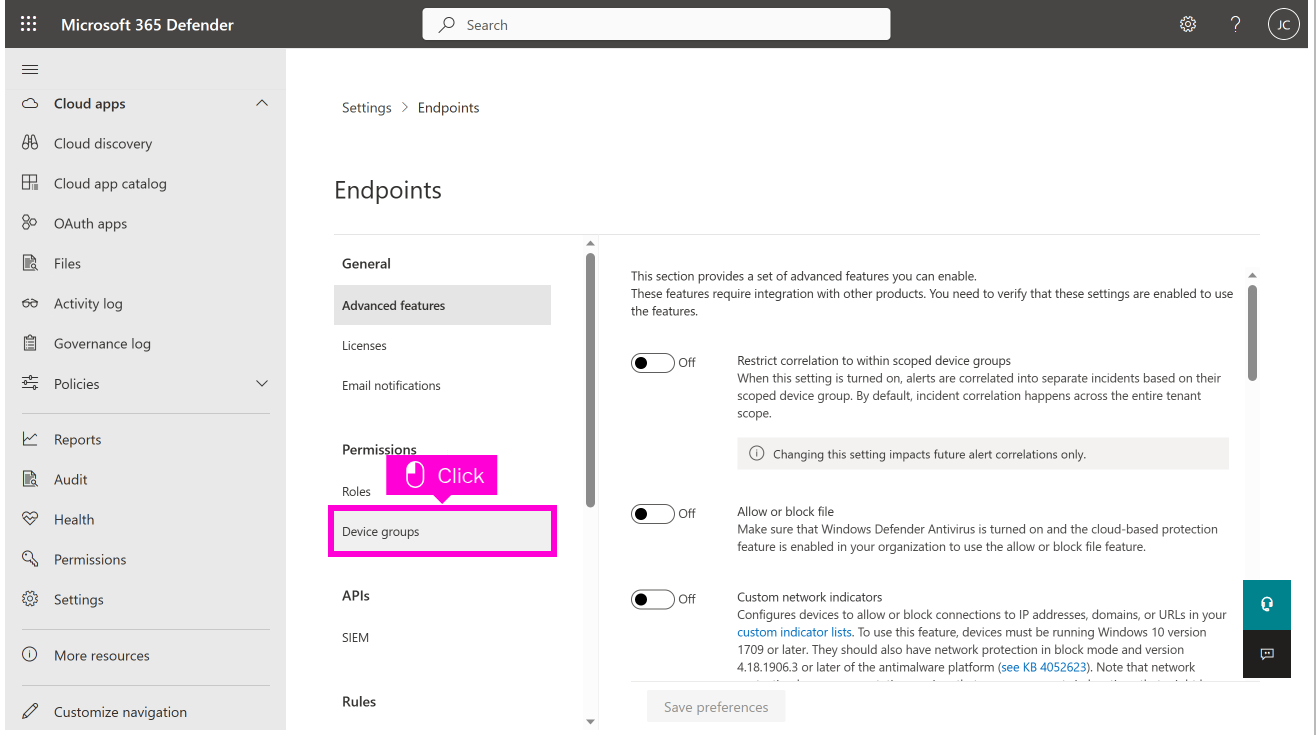 Microsoft 365 Defender
Search
JC
Cloud apps
Cloud discovery
Cloud app catalog
OAuth apps
Files
Activity log
Governance log
Policies
Reports
Audit
Health
Permissions
Settings
More resources
Customize navigation
Settings > Endpoints
Endpoints
General
Advanced features
Licenses
Email notifications
Permissions
Click
Roles
Device groups
APIs
SIEM
Rules
This section provides a set of advanced features you can enable.
These features require integration with other products. You need to verify that these settings are enabled to use
the features.
Off
Restrict correlation to within scoped device groups
When this setting is turned on, alerts are correlated into separate incidents based on their
scoped device group. By default, incident correlation happens across the entire tenant
scope.
Changing this setting impacts future alert correlations only.
Off
Allow or block file
Make sure that Windows Defender Antivirus is turned on and the cloud-based protection
feature is enabled in your organization to use the allow or block file feature.
Off
Custom network indicators
Configures devices to allow or block connections to IP addresses, domains, or URLs in your
custom indicator lists. To use this feature, devices must be running Windows 10 version
1709 or later. They should also have network protection in block mode and version
4.18.1906.3 or later of the antimalware platform (see KB 4052623). Note that network
Save preferences